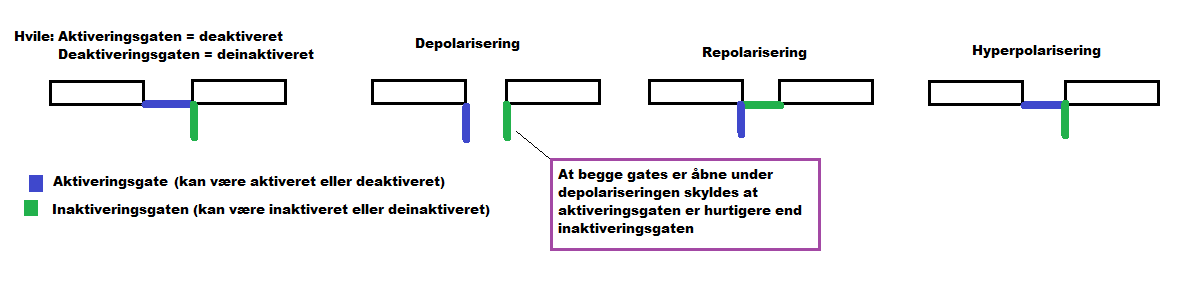 Hvile: Aktiveringsgaten = deaktiveret
Deaktiveringsgaten = deinaktiveret
Depolarisering
Repolarisering
Hyperpolarisering
Aktiveringsgate (kan være aktiveret eller deaktiveret)
Inaktiveringsgaten (kan være inaktiveret eller deinaktiveret)
At begge gates er åbne under
depolariseringen skyldes at
aktiveringsgaten er hurtigere end
inaktiveringsgaten